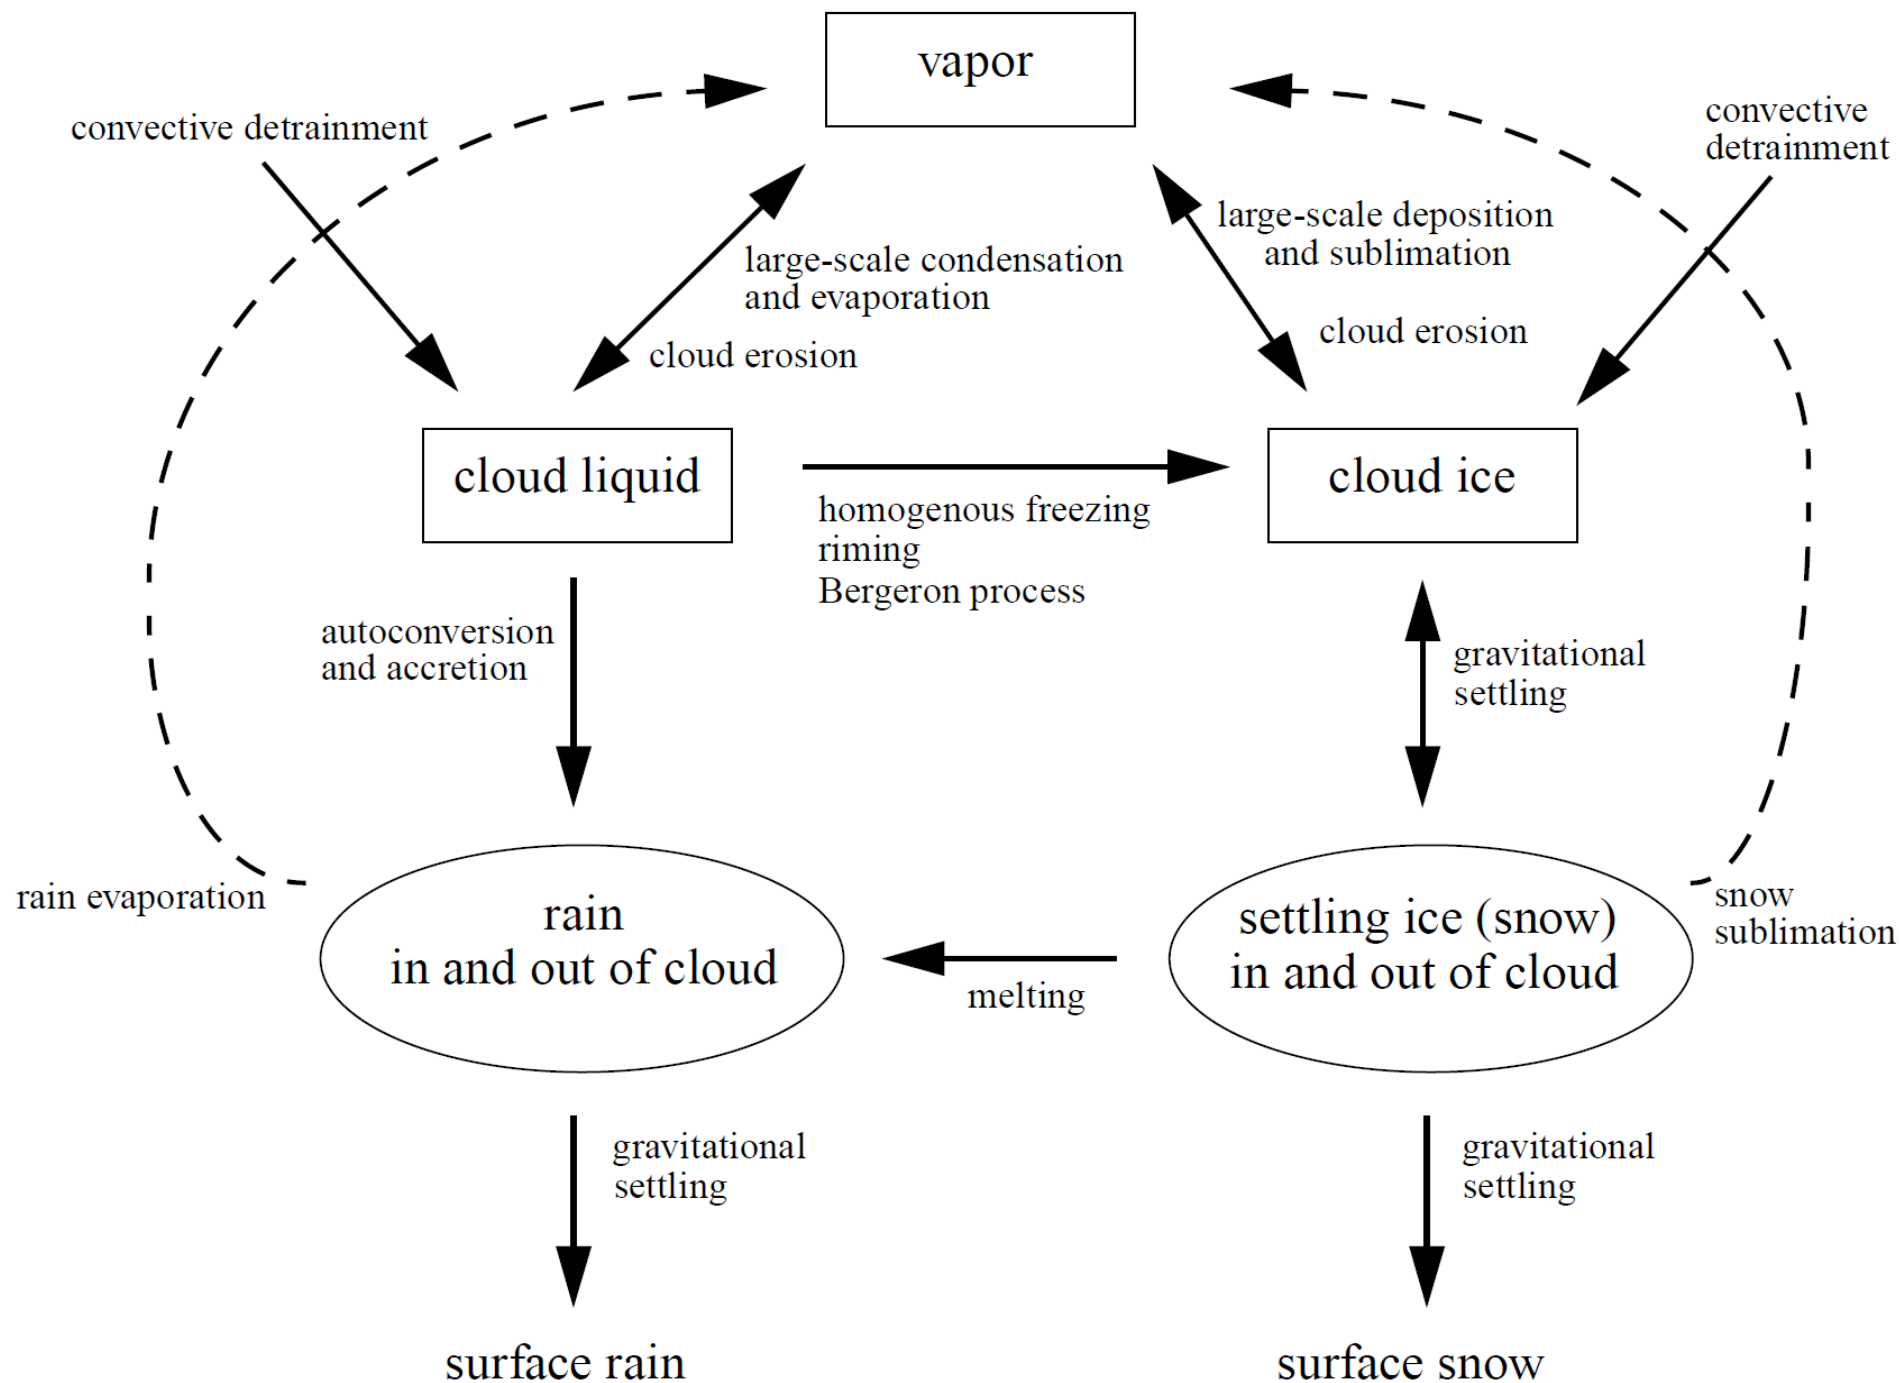 vapor
convective detrainment
convective
detrainment
large-scale deposition
and sublimation
large-scale condensation
and evaporation
cloud erosion
cloud erosion
cloud liquid
cloud ice
homogenous freezing
riming
Bergeron process
autoconversion
and accretion
gravitational
settling
rain evaporation
rain
in and out of cloud
settling ice (snow)
in and out of cloud
snow
sublimation
melting
gravitational
settling
gravitational
settling
surface rain
surface snow